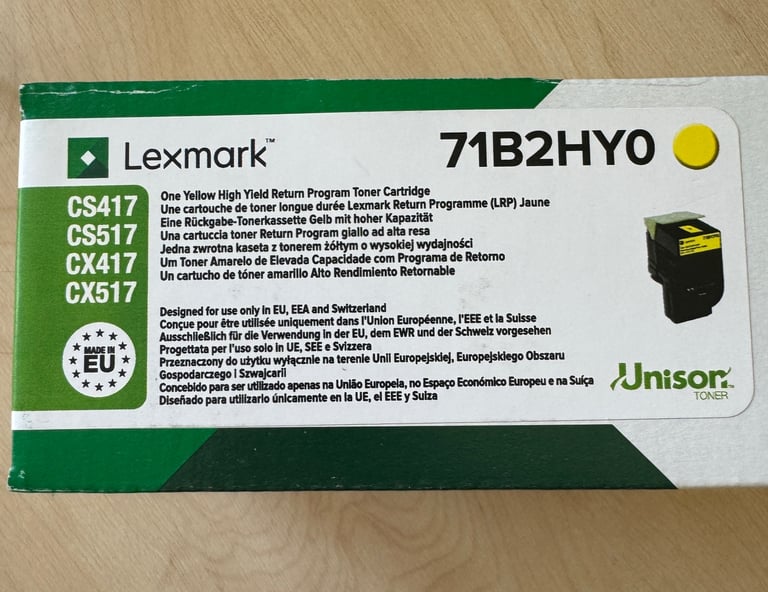 Lexmark™
71B2HY0
CS417
CS517
CX417
CX517
MADE IN
EU
One Yellow High Yield Return Program Toner Cartridge
Une cartouche de toner longue durée Lexmark Return Programme (LRP) Jaune
Eine Rückgabe-Tonerkassette Gelb mit hoher Kapazität
Una cartuccia toner Return Program giallo ad alta resa
Jedna zwrotna kaseta z tonerem żółtym o wysokiej wydajności
Um Toner Amarelo de Elevada Capacidade com Programa de Retorno
Un cartucho de tóner amarillo Alto Rendimiento Retornable
Designed for use only in EU, EEA and Switzerland
Conçue pour être utilisée uniquement dans l'Union Européenne, l'EEE et la Suisse
Ausschließlich für die Verwendung in der EU, dem EWR und der Schweiz vorgesehen
Progettata per l'uso solo in UE, SEE e Svizzera
Przeznaczony do użytku wyłącznie na terenie Unii Europejskiej, Europejskiego Obszaru
Gospodarczego i Szwajcarii
Concebido para ser utilizado apenas na União Europeia, no Espaço Económico Europeu e na Suíça
Diseñado para utilizarlo únicamente en la UE, el EEE y Suiza
Unison™
TONER